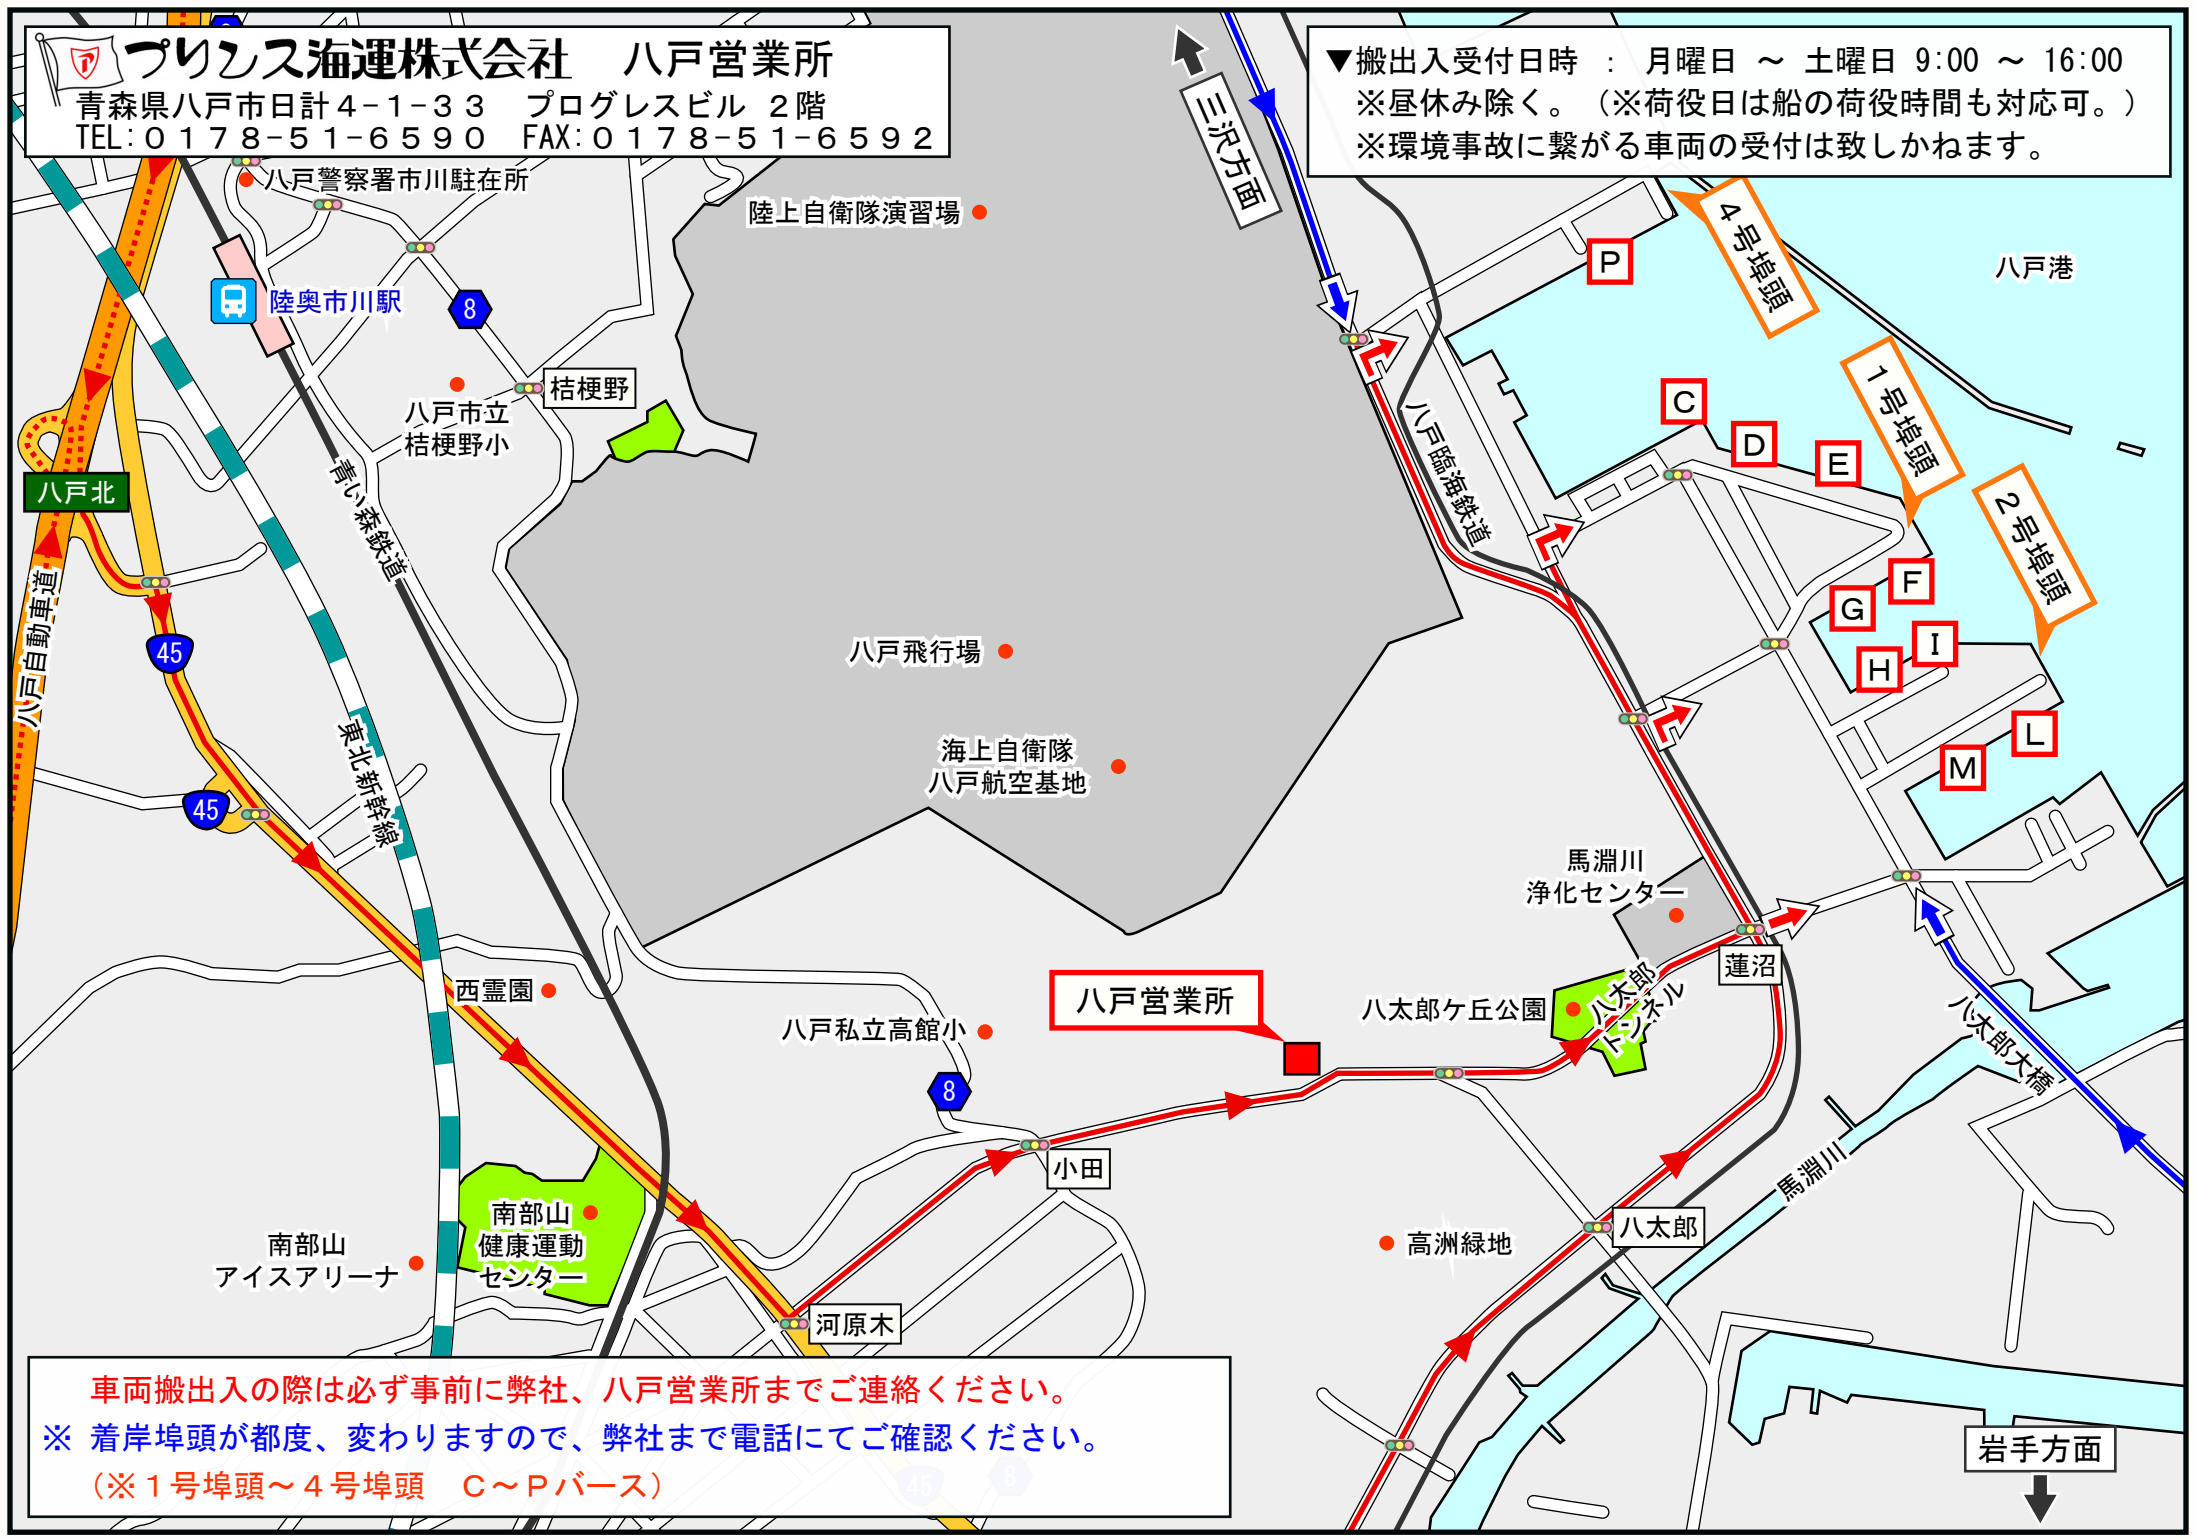 プリンス海運株式会社 八戸営業所
青森県八戸市日計4-1-33 プログレスビル 2階
TEL:0178-51-6590 FAX:0178-51-6592
▼搬出入受付日時 : 月曜日 ～ 土曜日 9:00 ～ 16:00
※昼休み除く。（※荷役日は船の荷役時間も対応可。）
※環境事故に繋がる車両の受付は致しかねます。
三沢方面
八戸警察署市川駐在所
陸上自衛隊演習場
4号埠頭
八戸港
P
陸奥市川駅
8
八戸市立
桔梗野小
桔梗野
C
D
E
1号埠頭
八戸臨海鉄道
八戸北
青い森鉄道
2号埠頭
八戸自動車道
F
G
H
I
45
八戸飛行場
東北新幹線
海上自衛隊
八戸航空基地
L
M
45
馬淵川
浄化センター
蓮沼
西霊園
八戸営業所
八太郎ケ丘公園
八太郎
トンネル
八戸私立高館小
8
八太郎大橋
小田
馬淵川
南部山
健康運動
センター
南部山
アイスアリーナ
高洲緑地
八太郎
河原木
車両搬出入の際は必ず事前に弊社、八戸営業所までご連絡ください。
※ 着岸埠頭が都度、変わりますので、弊社まで電話にてご確認ください。
（※1号埠頭～4号埠頭 C～Pバース）
45
8
岩手方面